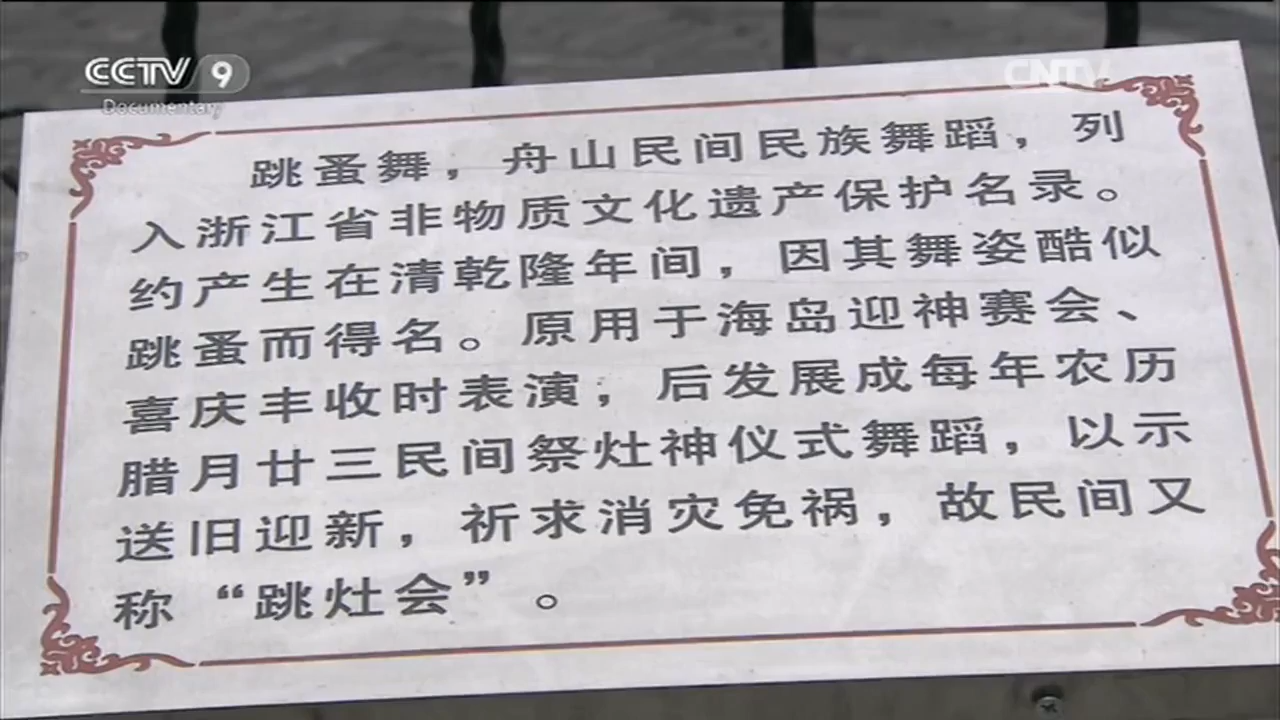 CCTV 9
Documentary
CNTV
跳蚤舞，舟山民间民族舞蹈，列
入浙江省非物质文化遗产保护名录。
约产生在清乾隆年间，因其舞姿酷似
跳蚤而得名。原用于海岛迎神赛会、
喜庆丰收时表演，后发展成每年农历
腊月廿三民间祭灶神仪式舞蹈，以示
送旧迎新，祈求消灾免祸，故民间又
称“跳灶会”。